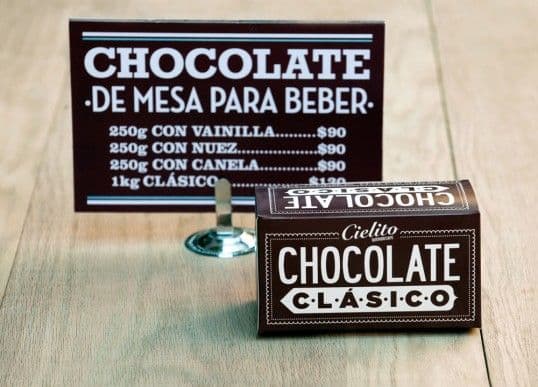 CHOCOLATE
·DE MESA PARA BEBER·
250g CON VAINILLA..........$90
250g CON NUEZ................$90
250g CON CANELA............$90
1kg CLÁSICO
CHOCOLATE
CLÁSICO
Cielito
CHOCOLATE
C·L·Á·S·I·C·O